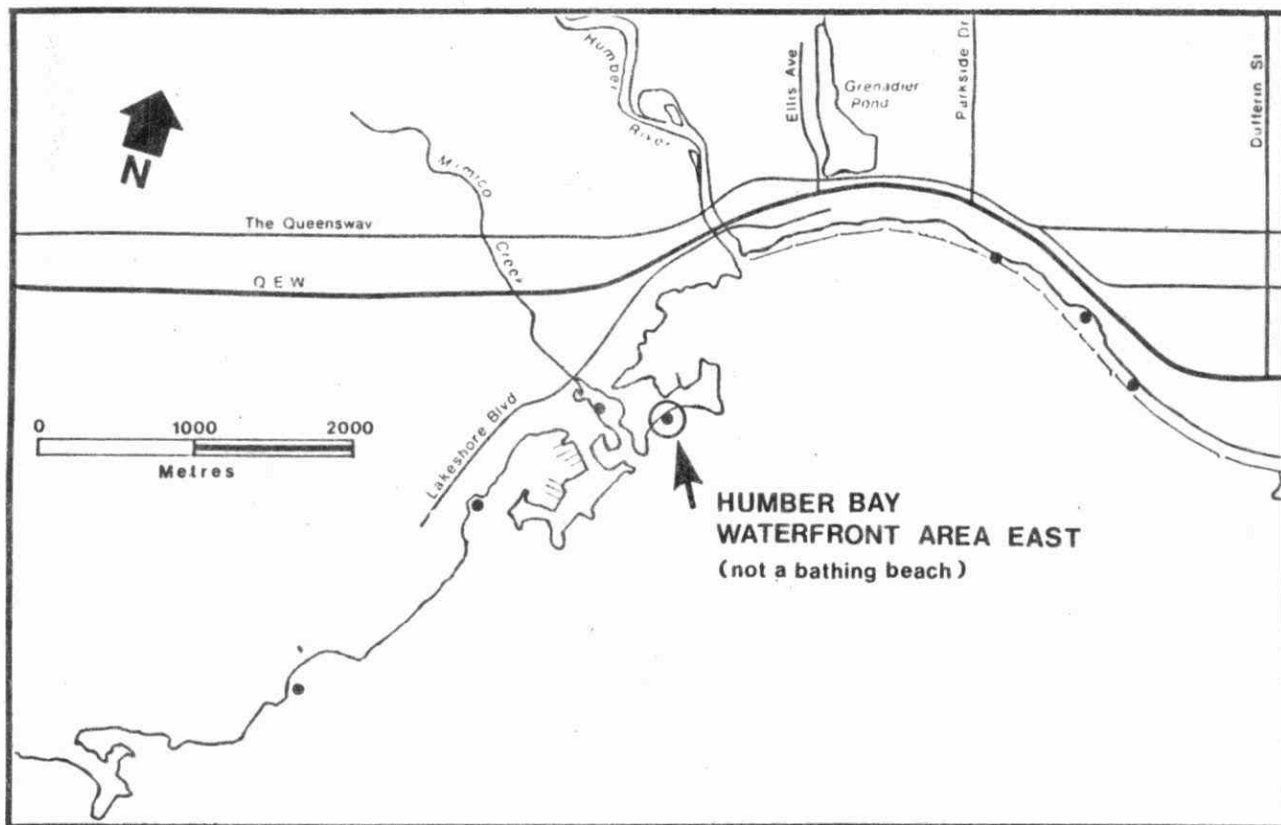 Humber
River
Ellis Ave
Grenadier
Pond
Parkside Dr
Dufferin St
N
Mimico
Creek
The Queensway
QEW
Lakeshore Blvd
0 1000 2000
Metres
HUMBER BAY
WATERFRONT AREA EAST
(not a bathing beach)